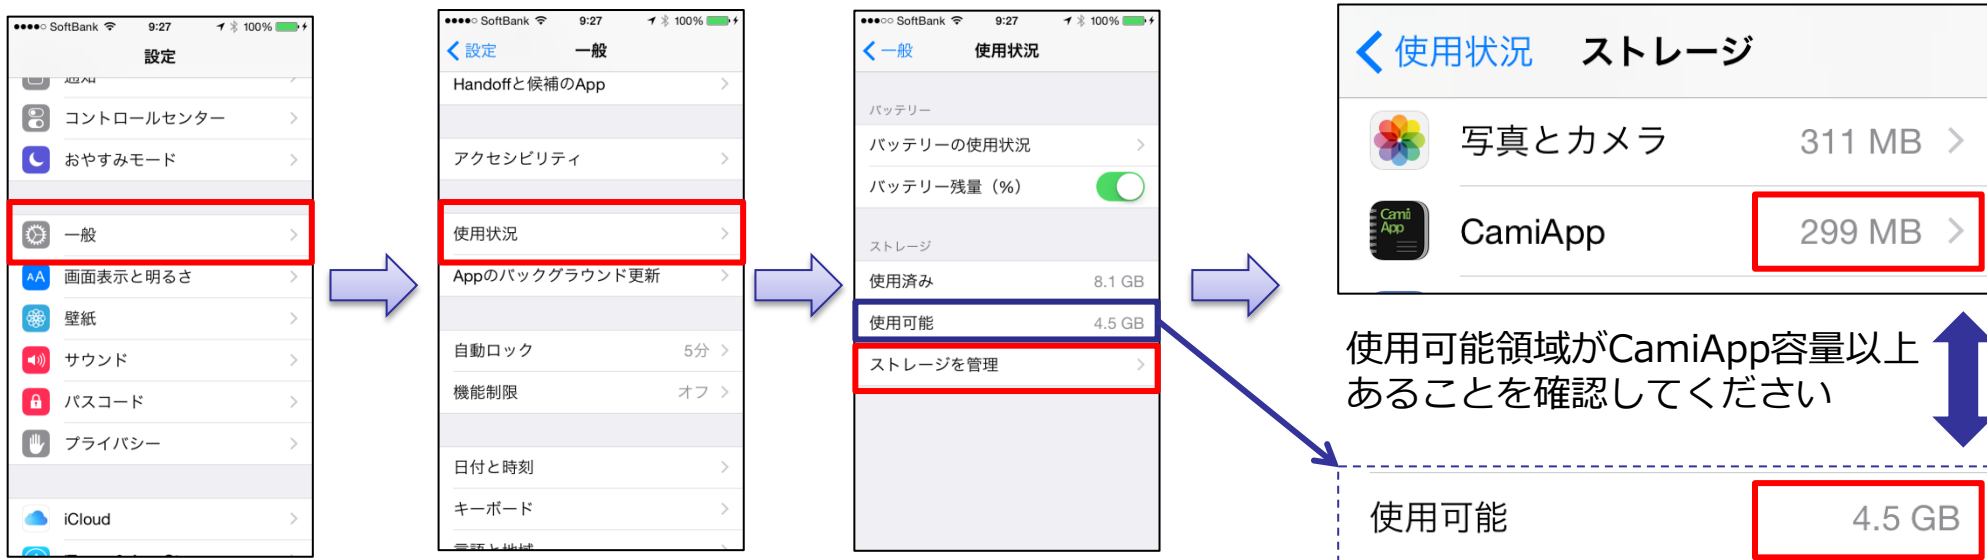 SoftBank 9:27 100%
設定
通知
コントロールセンター
おやすみモード
一般
画面表示と明るさ
AA
壁紙
サウンド
パスコード
プライバシー
iCloud
SoftBank 9:27 100%
設定 一般
Handoffと候補のApp
アクセシビリティ
使用状況
Appのバックグラウンド更新
自動ロック 5分
機能制限 オフ
日付と時刻
キーボード
言語と地域
SoftBank 9:27 100%
一般 使用状況
バッテリー
バッテリーの使用状況
バッテリー残量（%）
ストレージ
使用済み 8.1 GB
使用可能 4.5 GB
ストレージを管理
使用状況 ストレージ
写真とカメラ 311 MB
Cami App
CamiApp 299 MB
使用可能領域がCamiApp容量以上
あることを確認してください
使用可能 4.5 GB